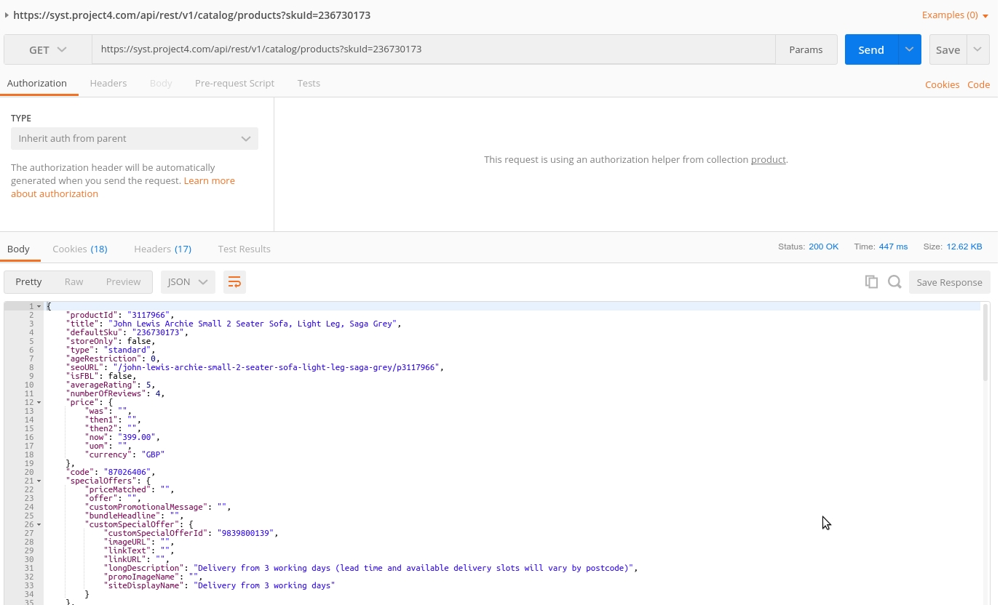 https://syst.project4.com/api/rest/v1/catalog/products?skuId=236730173 Examples (0)
GET https://syst.project4.com/api/rest/v1/catalog/products?skuId=236730173 Params Send Save
Authorization Headers Body Pre-request Script Tests Cookies Code
TYPE
Inherit auth from parent
The authorization header will be automatically
generated when you send the request. Learn more
about authorization
This request is using an authorization helper from collection product.
Body Cookies (18) Headers (17) Test Results Status: 200 OK Time: 447 ms Size: 12.62 KB
Pretty Raw Preview JSON Save Response
1 {
2 "productId": "3117966",
3 "title": "John Lewis Archie Small 2 Seater Sofa, Light Leg, Saga Grey",
4 "defaultSku": "236730173",
5 "storeOnly": false,
6 "type": "standard",
7 "ageRestriction": 0,
8 "seoURL": "/john-lewis-archie-small-2-seater-sofa-light-leg-saga-grey/p3117966",
9 "isFBL": false,
10 "averageRating": 5,
11 "numberOfReviews": 4,
12 "price": {
13 "was": "",
14 "then1": "",
15 "then2": "",
16 "now": "399.00",
17 "uom": "",
18 "currency": "GBP"
19 },
20 "code": "87026406",
21 "specialOffers": {
22 "priceMatched": "",
23 "offer": "",
24 "customPromotionalMessage": "",
25 "bundleHeadline": "",
26 "customSpecialOffer": {
27 "customSpecialOfferId": "9839800139",
28 "imageURL": "",
29 "linkText": "",
30 "linkURL": "",
31 "longDescription": "Delivery from 3 working days (lead time and available delivery slots will vary by postcode)",
32 "promoImageName": "",
33 "siteDisplayName": "Delivery from 3 working days"
34 }
35 },